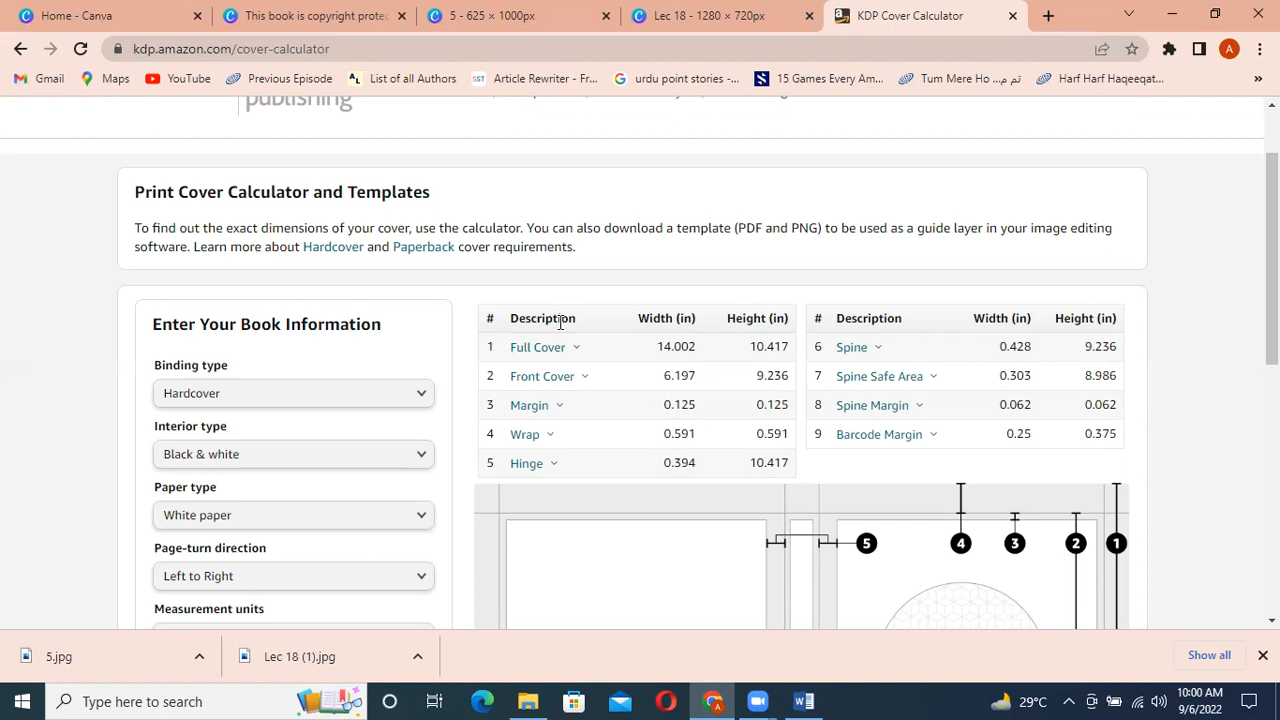 Home - Canva
This book is copyright protec
5 - 625 × 1000px
Lec 18 - 1280 × 720px
KDP Cover Calculator
kdp.amazon.com/cover-calculator
A
Gmail
Maps
YouTube
Previous Episode
List of all Authors
Article Rewriter - Fr...
urdu point stories -...
15 Games Every Am...
Tum Mere Ho ...تم م
Harf Harf Haqeeqat...
»
publishing
Print Cover Calculator and Templates
To find out the exact dimensions of your cover, use the calculator. You can also download a template (PDF and PNG) to be used as a guide layer in your image editing
software. Learn more about Hardcover and Paperback cover requirements.
Enter Your Book Information
Binding type
Hardcover
Interior type
Black & white
Paper type
White paper
Page-turn direction
Left to Right
Measurement units
# Description Width (in) Height (in)
1 Full Cover 14.002 10.417
2 Front Cover 6.197 9.236
3 Margin 0.125 0.125
4 Wrap 0.591 0.591
5 Hinge 0.394 10.417
# Description Width (in) Height (in)
6 Spine 0.428 9.236
7 Spine Safe Area 0.303 8.986
8 Spine Margin 0.062 0.062
9 Barcode Margin 0.25 0.375
5 4 3 2 1
5.jpg
Lec 18 (1).jpg
Show all
Type here to search
29°C
10:00 AM
9/6/2022